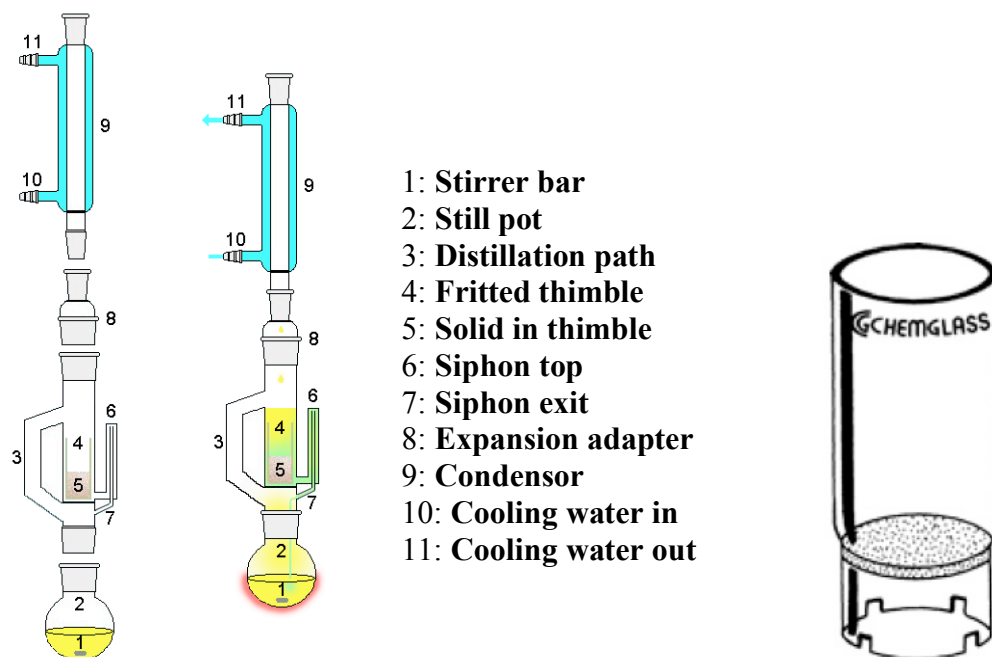 11
9
10
8
6
4
3
5
7
2
1
11
9
10
8
6
4
3
5
7
2
1
1: Stirrer bar
2: Still pot
3: Distillation path
4: Fritted thimble
5: Solid in thimble
6: Siphon top
7: Siphon exit
8: Expansion adapter
9: Condensor
10: Cooling water in
11: Cooling water out
CG CHEMGLASS